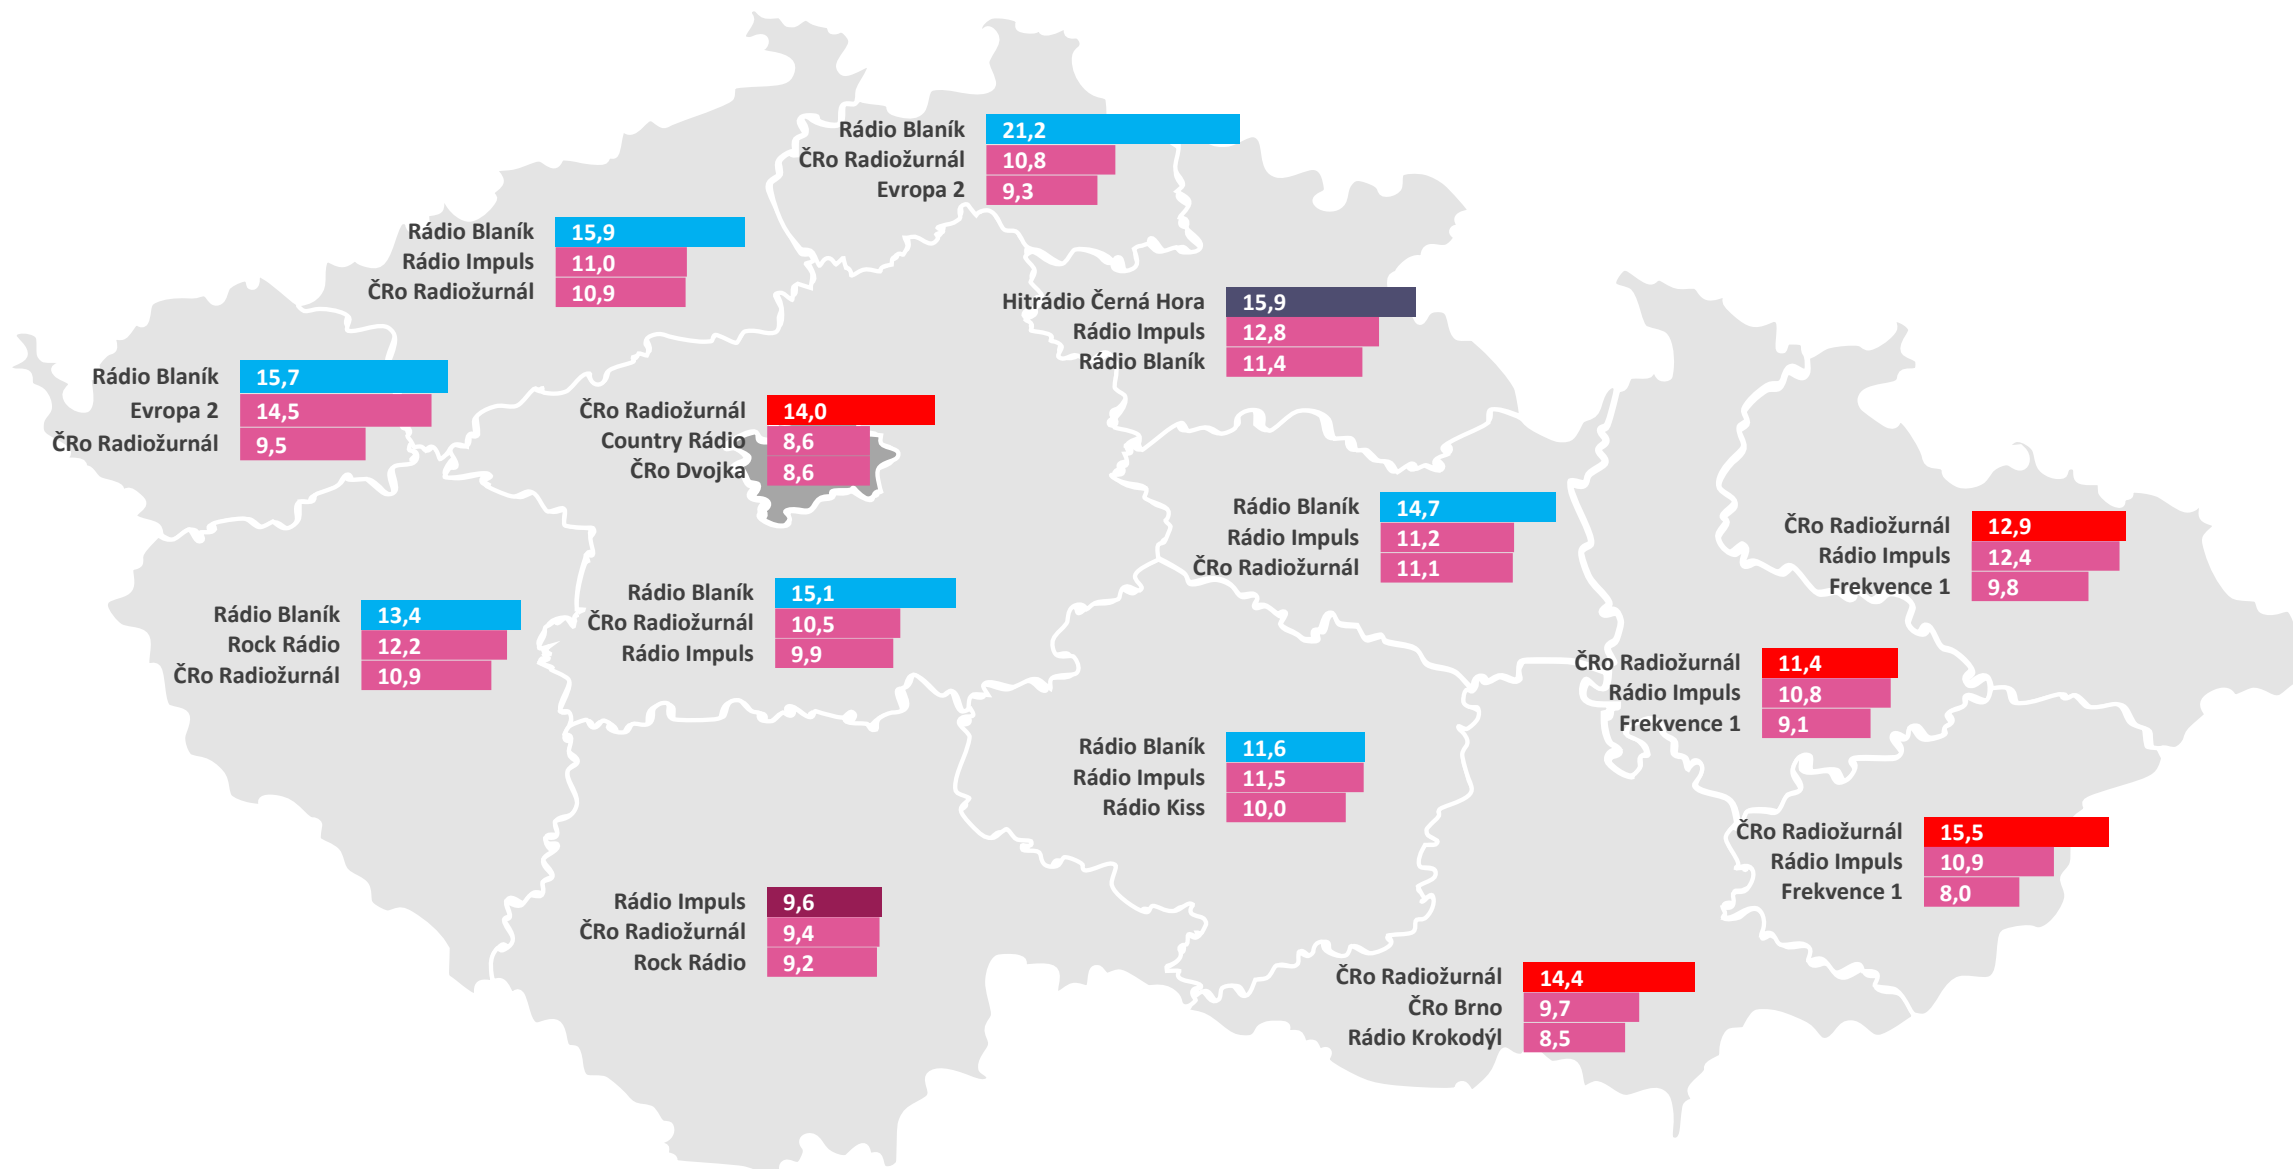 Rádio Blaník 21,2
ČRo Radiožurnál 10,8
Evropa 2 9,3
Rádio Blaník 15,9
Rádio Impuls 11,0
ČRo Radiožurnál 10,9
Hitrádio Černá Hora 15,9
Rádio Impuls 12,8
Rádio Blaník 11,4
Rádio Blaník 15,7
Evropa 2 14,5
ČRo Radiožurnál 9,5
ČRo Radiožurnál 14,0
Country Rádio 8,6
ČRo Dvojka 8,6
Rádio Blaník 14,7
Rádio Impuls 11,2
ČRo Radiožurnál 11,1
ČRo Radiožurnál 12,9
Rádio Impuls 12,4
Frekvence 1 9,8
Rádio Blaník 15,1
ČRo Radiožurnál 10,5
Rádio Impuls 9,9
Rádio Blaník 13,4
Rock Rádio 12,2
ČRo Radiožurnál 10,9
ČRo Radiožurnál 11,4
Rádio Impuls 10,8
Frekvence 1 9,1
Rádio Blaník 11,6
Rádio Impuls 11,5
Rádio Kiss 10,0
ČRo Radiožurnál 15,5
Rádio Impuls 10,9
Frekvence 1 8,0
Rádio Impuls 9,6
ČRo Radiožurnál 9,4
Rock Rádio 9,2
ČRo Radiožurnál 14,4
ČRo Brno 9,7
Rádio Krokodýl 8,5